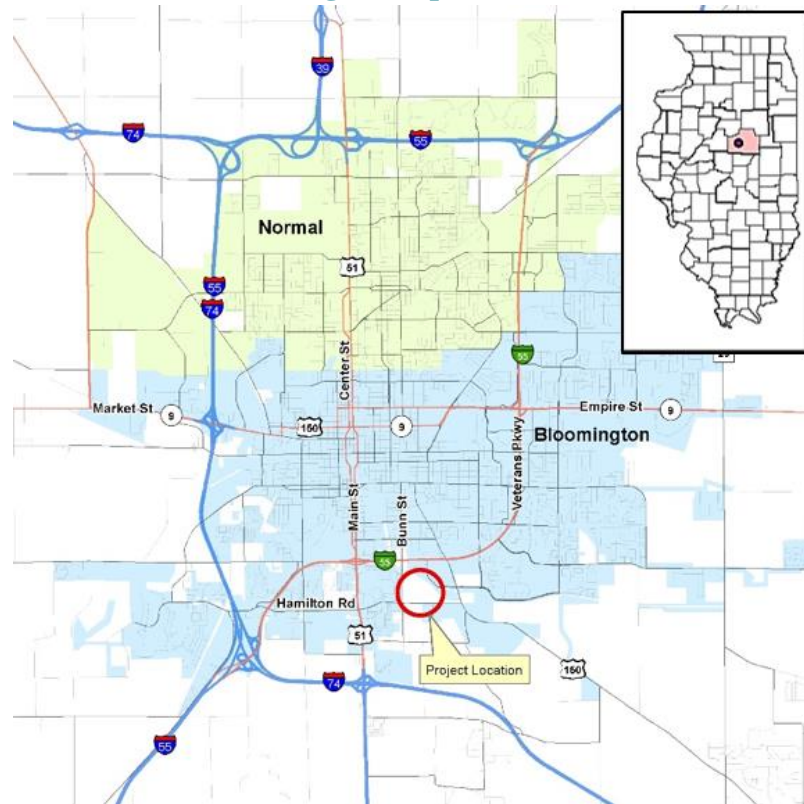 39
74
55
Normal
51
55
74
Center St
55
Market St
9
150
9
Empire St
9
Bloomington
Veterans Pkwy
Main St
Bunn St
55
Hamilton Rd
51
Project Location
150
74
55